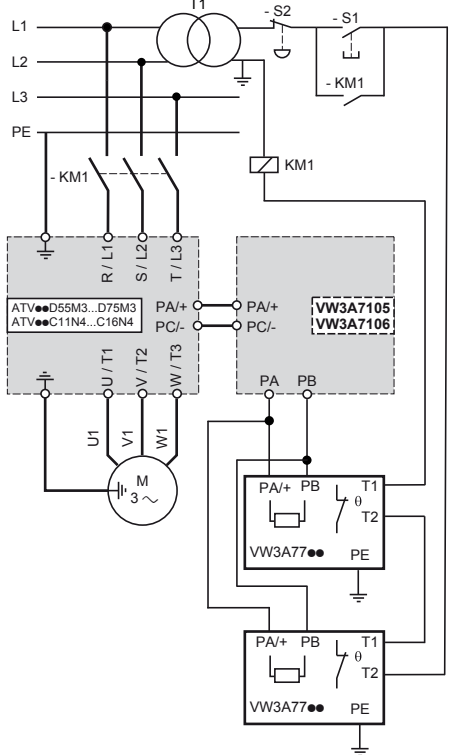 T1
- S2
- S1
L1
L2
- KM1
L3
PE
- KM1
KM1
R / L1
S / L2
T / L3
ATV●●D55M3...D75M3
ATV●●C11N4...C16N4
PA/+
PC/-
PA/+
PC/-
VW3A7105
VW3A7106
U / T1
V / T2
W / T3
PA
PB
U1
V1
W1
M
3 ~
PA/+
PB
T1
θ
T2
VW3A77●●
PE
PA/+
PB
T1
θ
T2
VW3A77●●
PE